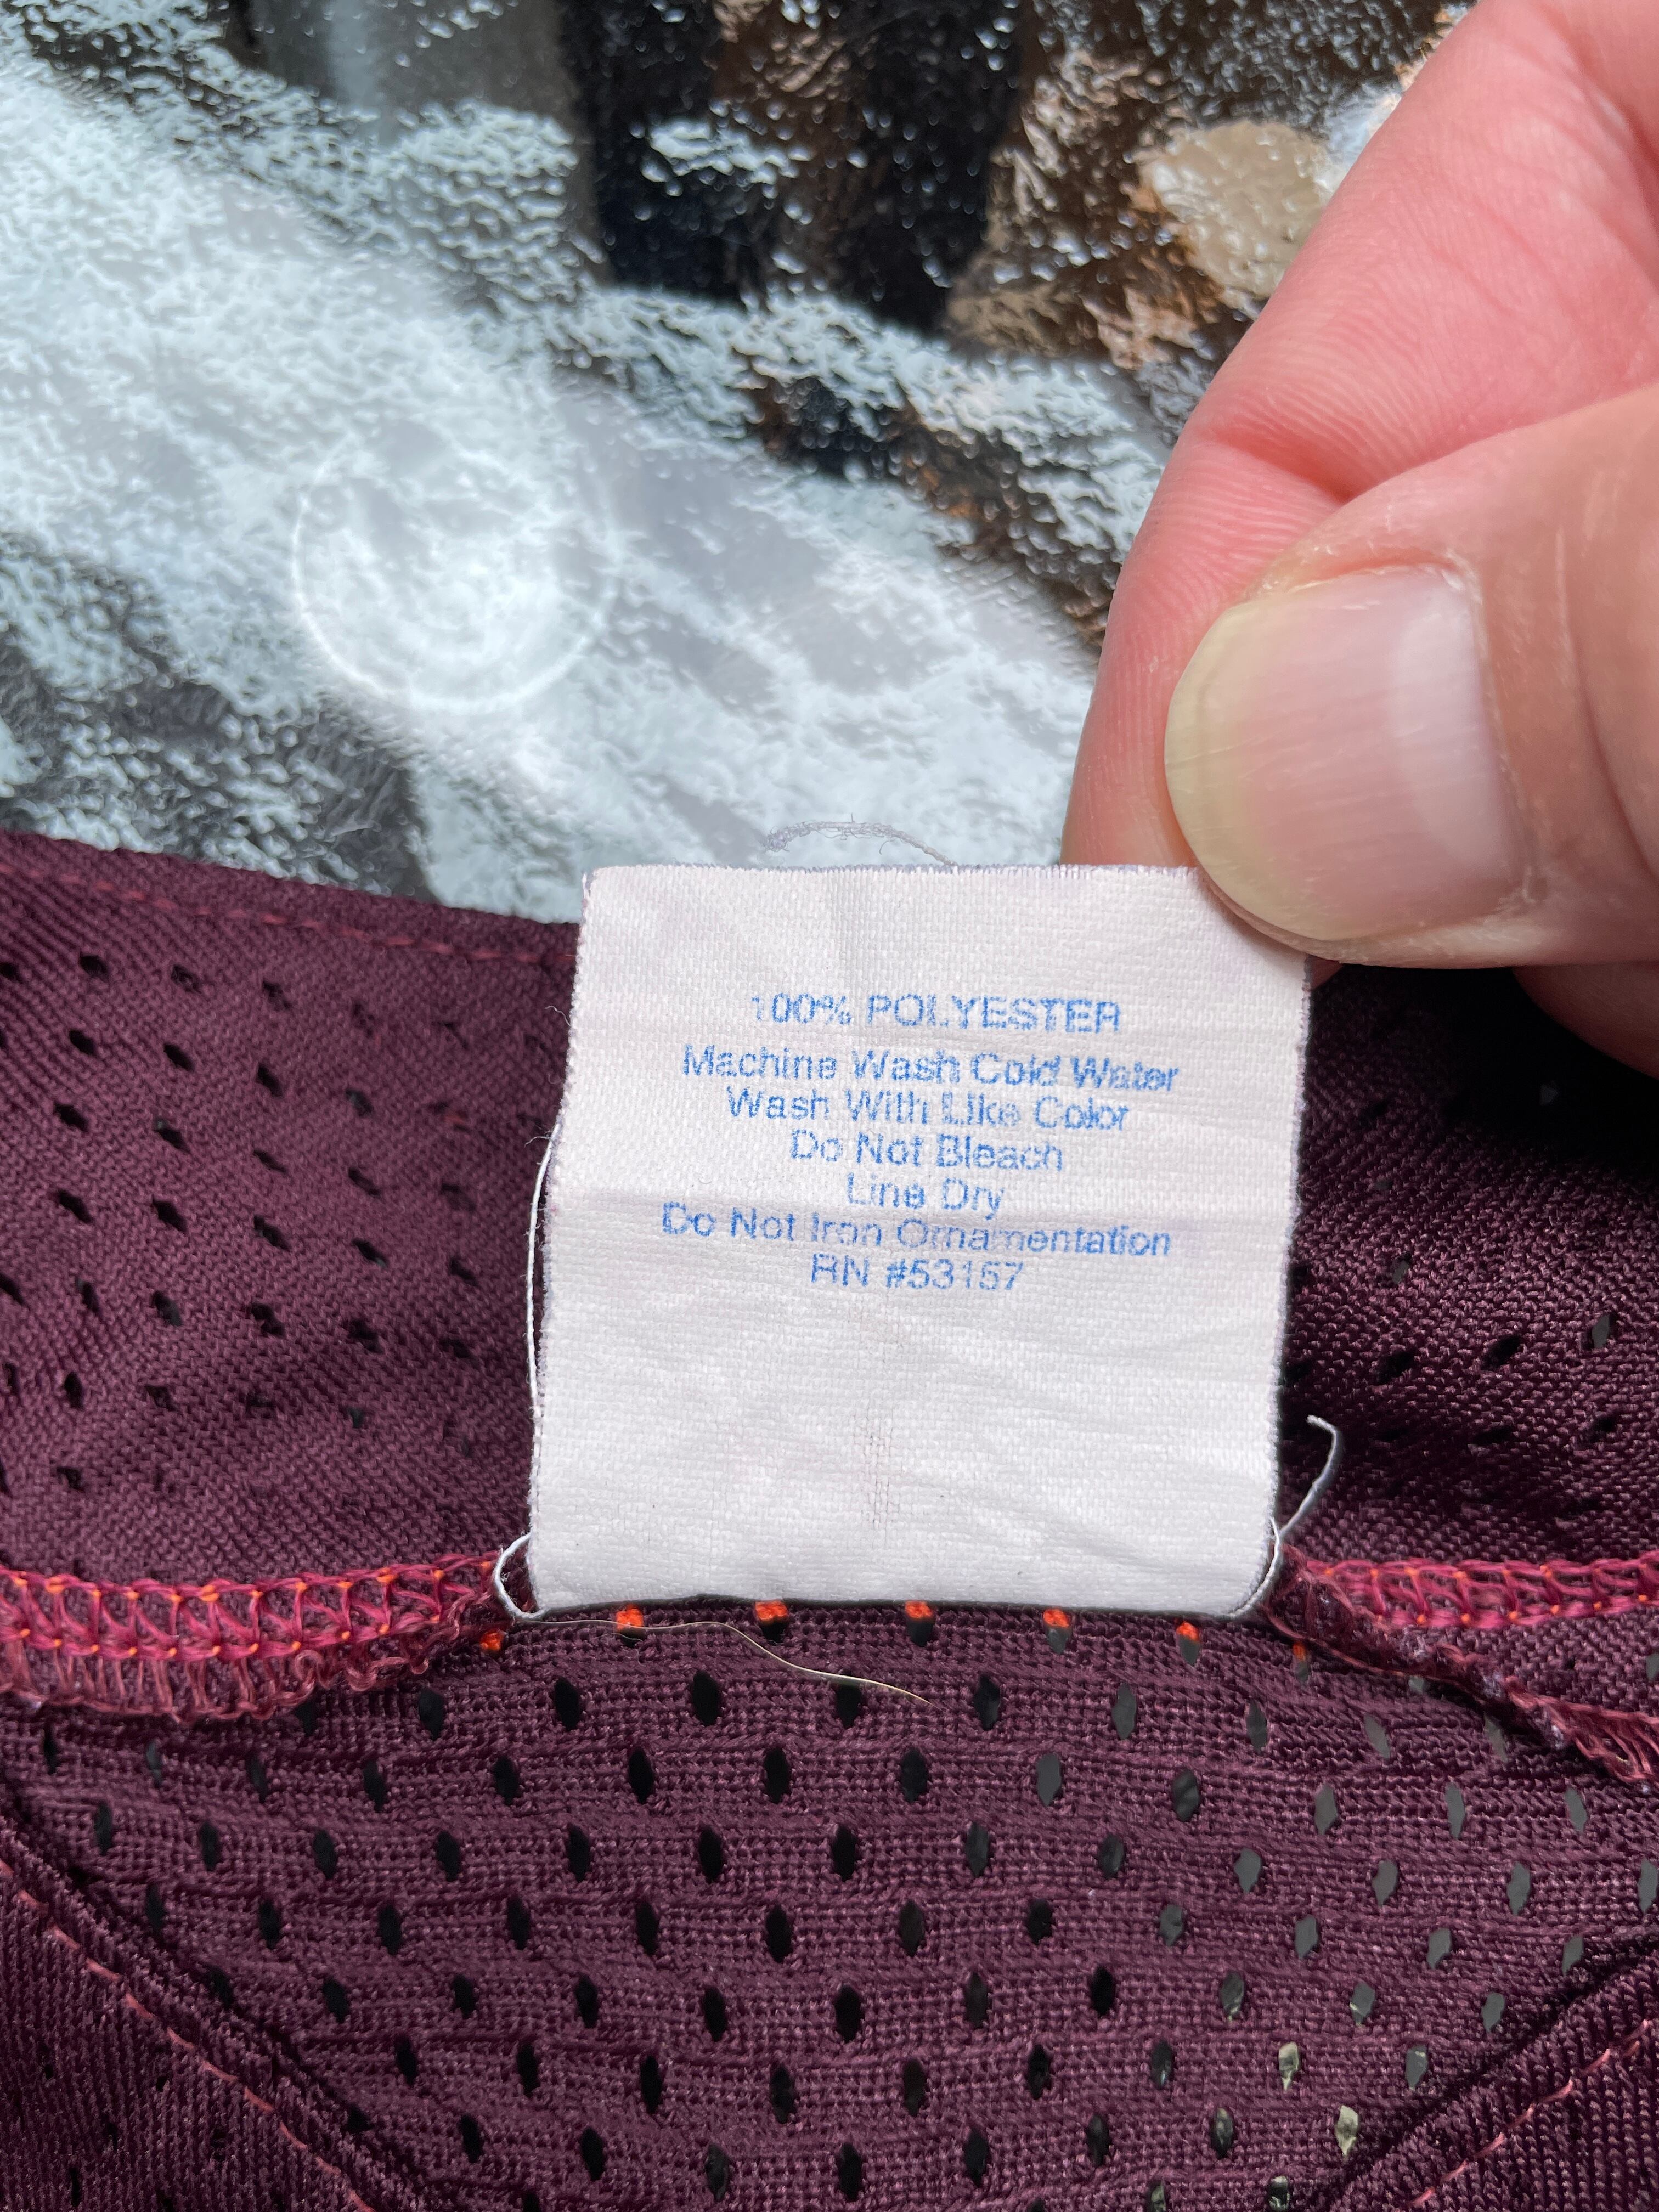 100% POLYESTER
Machine Wash Cold Water
Wash With Like Color
Do Not Bleach
Line Dry
Do Not Iron Ornamentation
RN #53157